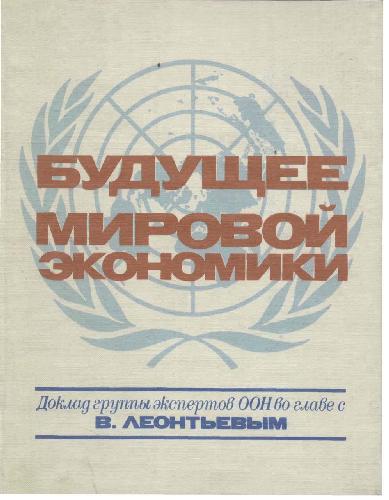 БУДУЩЕЕ
МИРОВОЙ
ЭКОНОМИКИ
Доклад группы экспертов ООН во главе с
В. ЛЕОНТЬЕВЫМ